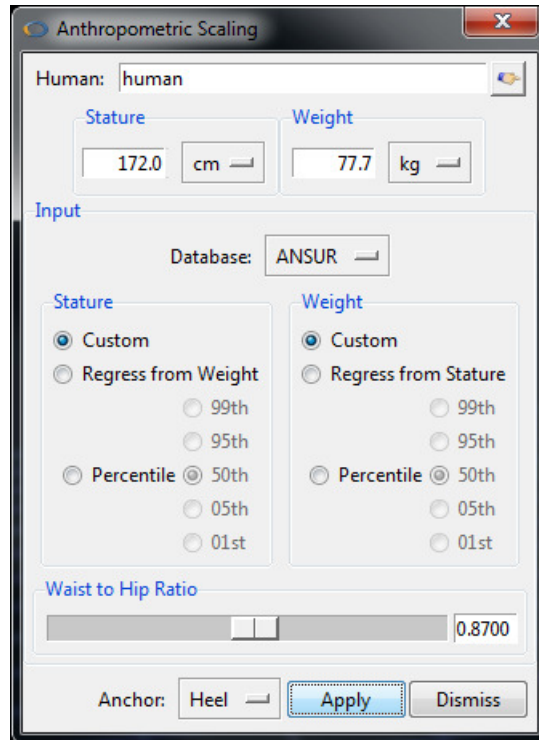 Anthropometric Scaling
Human: human
Stature Weight
172.0 cm 77.7 kg
Input
Database: ANSUR
Stature Weight
Custom Custom
Regress from Weight Regress from Stature
99th 99th
95th 95th
Percentile 50th Percentile 50th
05th 05th
01st 01st
Waist to Hip Ratio
0.8700
Anchor: Heel Apply Dismiss